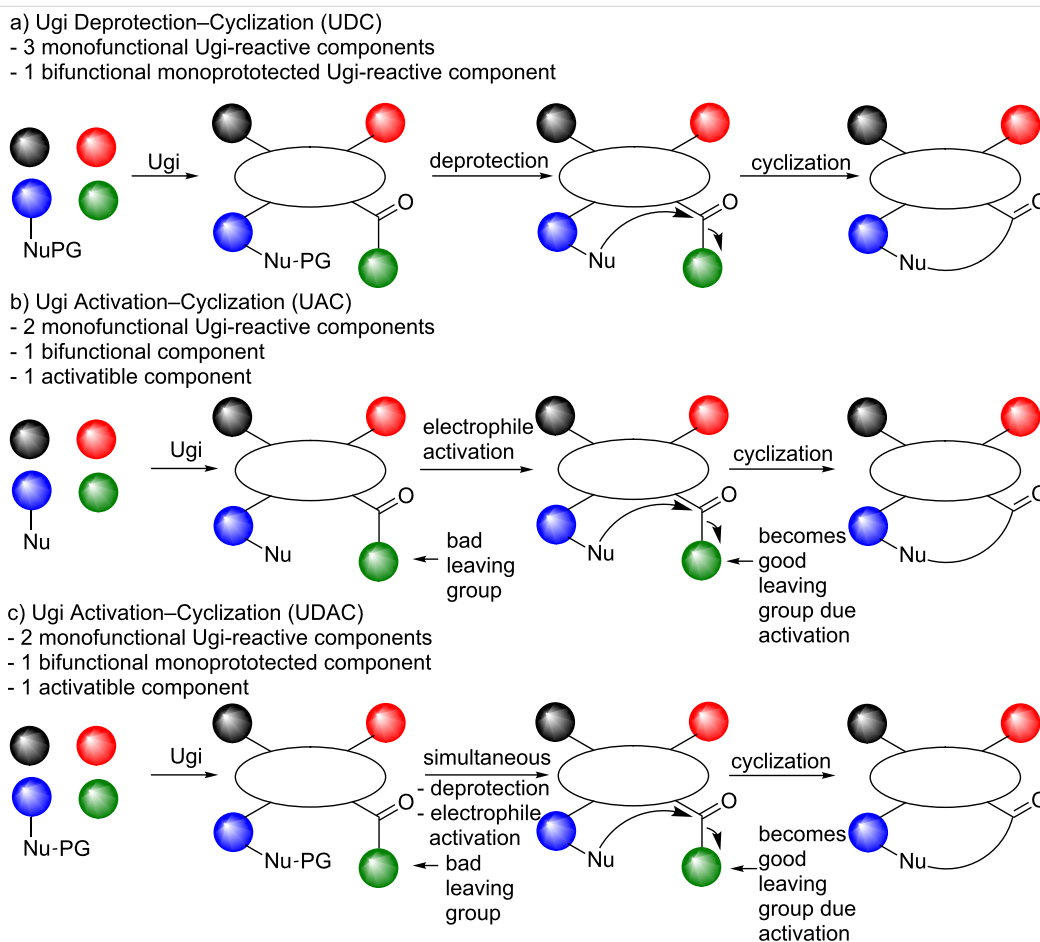 a) Ugi Deprotection–Cyclization (UDC)
- 3 monofunctional Ugi-reactive components
- 1 bifunctional monoprototected Ugi-reactive component
Ugi
deprotection
cyclization
O
O
O
NuPG
Nu-PG
Nu
Nu
b) Ugi Activation–Cyclization (UAC)
- 2 monofunctional Ugi-reactive components
- 1 bifunctional component
- 1 activatible component
Ugi
electrophile
activation
cyclization
O
O
O
Nu
Nu
bad
leaving
group
Nu
becomes
good
leaving
group due
activation
Nu
c) Ugi Activation–Cyclization (UDAC)
- 2 monofunctional Ugi-reactive components
- 1 bifunctional monoprototected component
- 1 activatible component
Ugi
simultaneous
- deprotection
- electrophile
activation
cyclization
O
O
O
Nu-PG
Nu-PG
bad
leaving
group
Nu
becomes
good
leaving
group due
activation
Nu